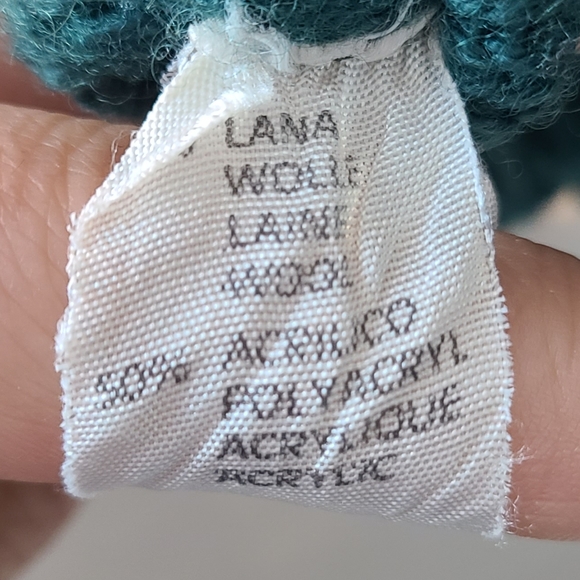 LANA
WOLLE
LAINE
WOOL
50% ACRILICO
POLYACRYL
ACRYLIQUE
ACRYLIC